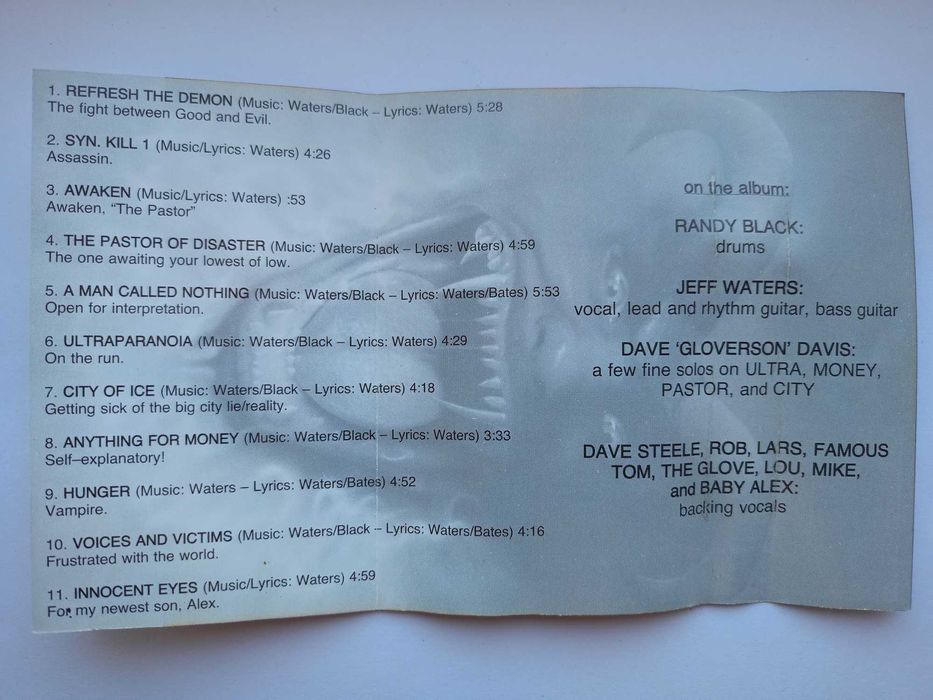 1. REFRESH THE DEMON (Music: Waters/Black – Lyrics: Waters) 5:28
The fight between Good and Evil.
2. SYN. KILL 1 (Music/Lyrics: Waters) 4:26
Assassin.
3. AWAKEN (Music/Lyrics: Waters) :53
Awaken, "The Pastor"
4. THE PASTOR OF DISASTER (Music: Waters/Black – Lyrics: Waters) 4:59
The one awaiting your lowest of low.
5. A MAN CALLED NOTHING (Music: Waters/Black – Lyrics: Waters/Bates) 5:53
Open for interpretation.
6. ULTRAPARANOIA (Music: Waters/Black – Lyrics: Waters) 4:29
On the run.
7. CITY OF ICE (Music: Waters/Black – Lyrics: Waters) 4:18
Getting sick of the big city lie/reality.
8. ANYTHING FOR MONEY (Music: Waters/Black – Lyrics: Waters) 3:33
Self–explanatory!
9. HUNGER (Music: Waters – Lyrics: Waters/Bates) 4:52
Vampire.
10. VOICES AND VICTIMS (Music: Waters/Black – Lyrics: Waters/Bates) 4:16
Frustrated with the world.
11. INNOCENT EYES (Music/Lyrics: Waters) 4:59
For my newest son, Alex.
on the album:
RANDY BLACK:
drums
JEFF WATERS:
vocal, lead and rhythm guitar, bass guitar
DAVE 'GLOVERSON' DAVIS:
a few fine solos on ULTRA, MONEY,
PASTOR, and CITY
DAVE STEELE, ROB, LARS, FAMOUS
TOM, THE GLOVE, LOU, MIKE,
and BABY ALEX:
backing vocals